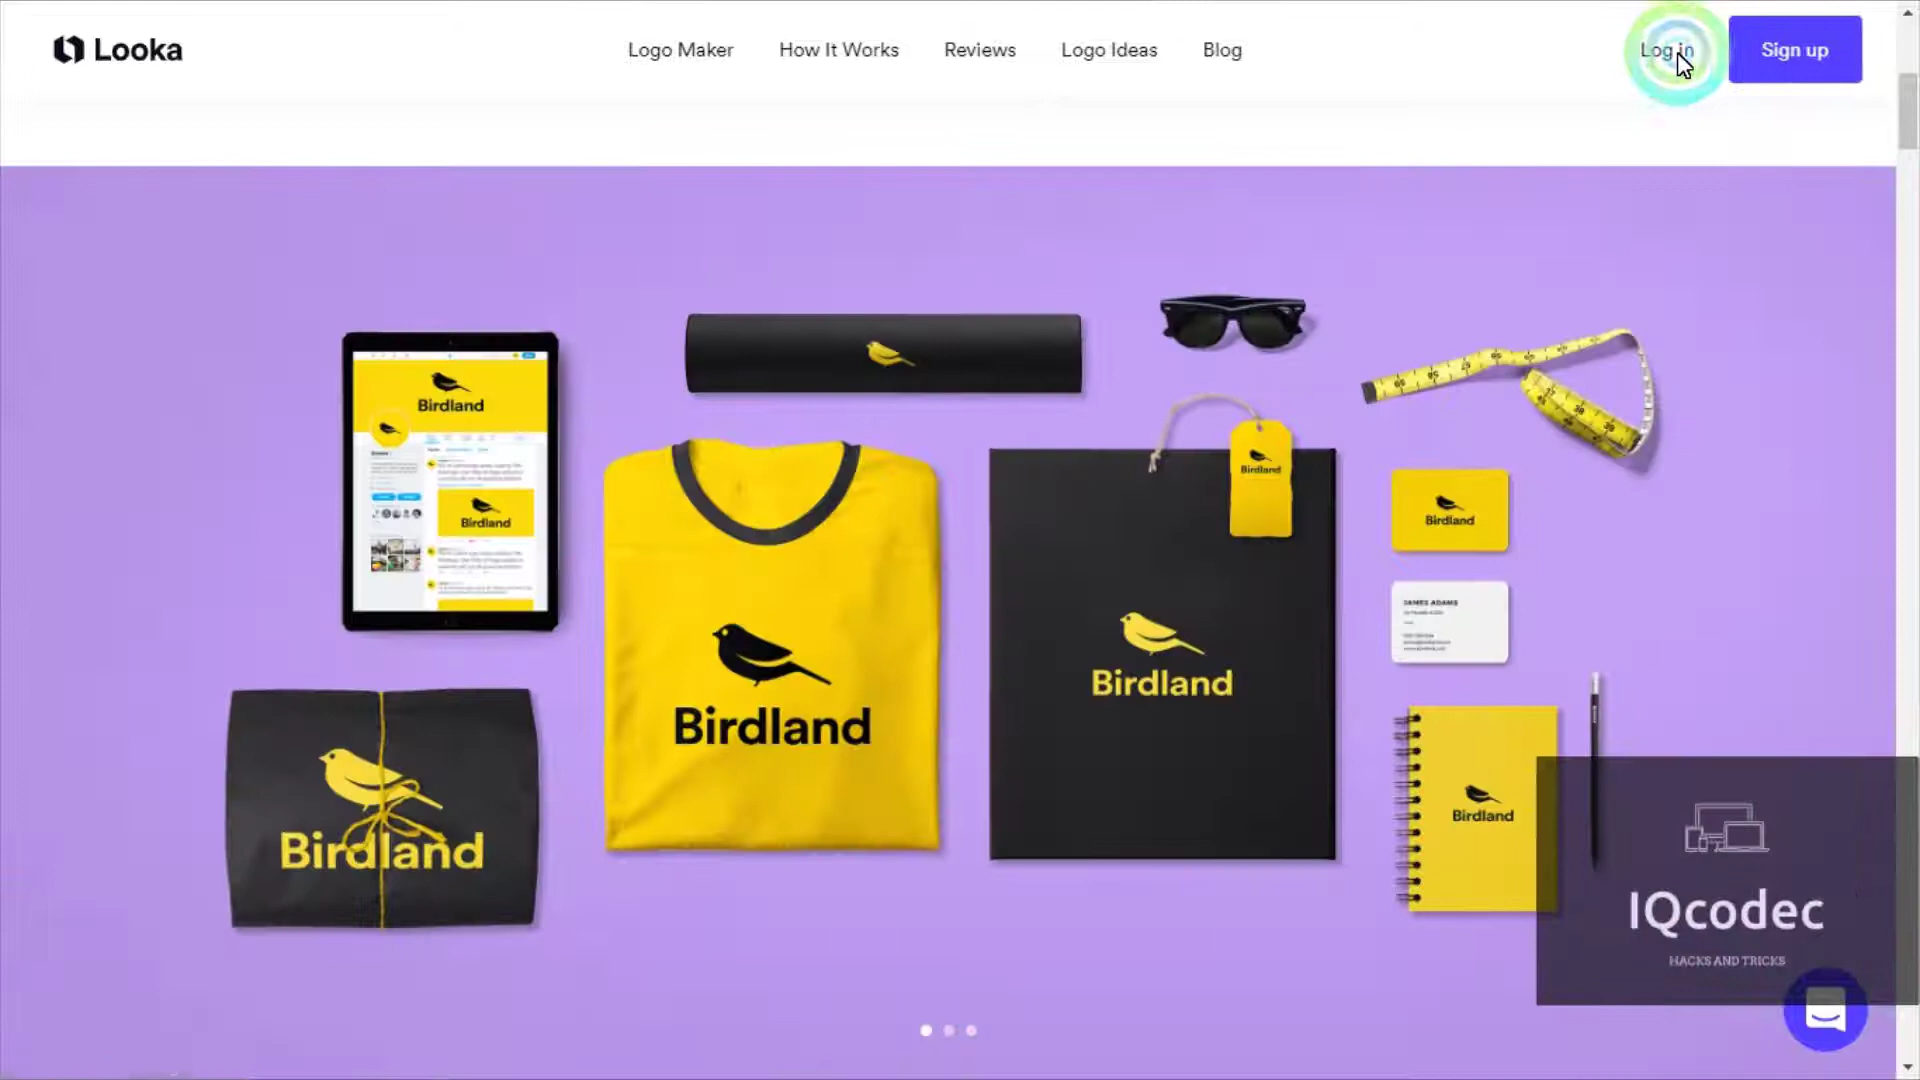 Looka
Logo Maker
How It Works
Reviews
Logo Ideas
Blog
Log in
Sign up
Birdland
Birdland
Birdland
Birdland
Birdland
JAMES ADAMS
Birdland
Birdland
Birdland
Birdland
IQcodec
HACKS AND TRICKS